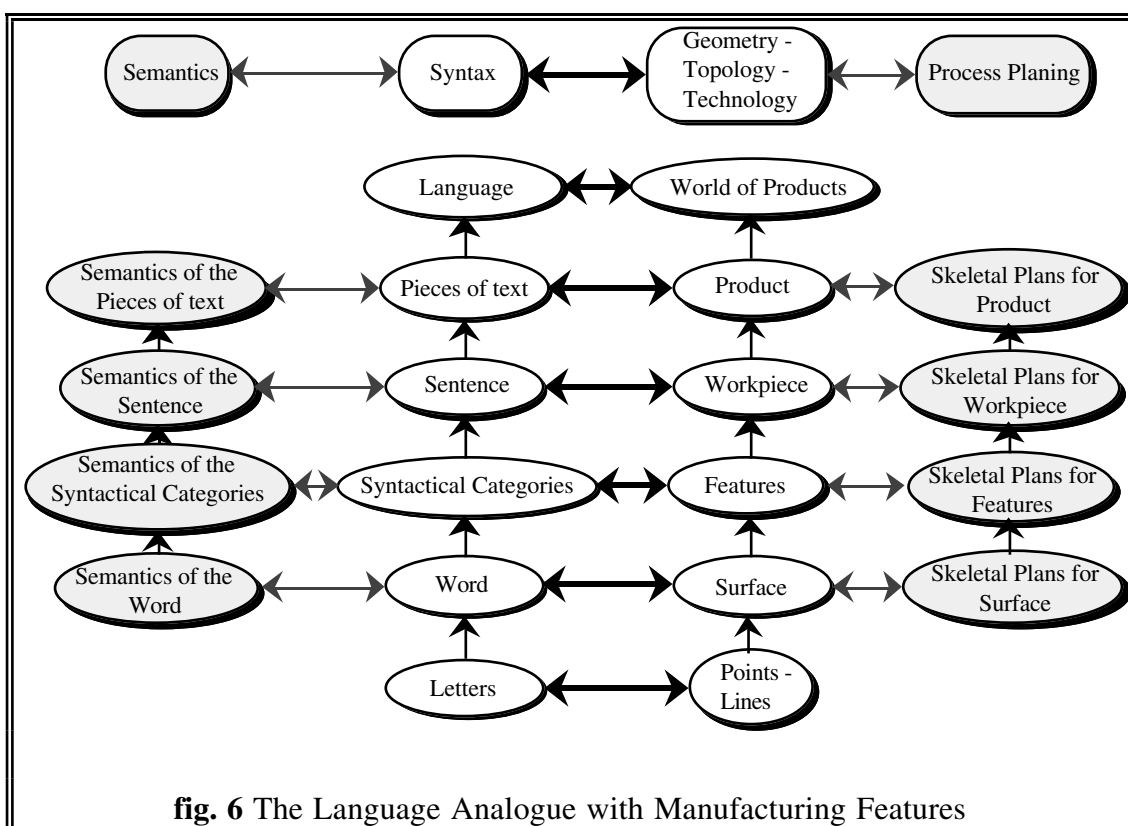 Semantics
Syntax
Geometry -
Topology -
Technology
Process Planing
Language
World of Products
Semantics of the
Pieces of text
Pieces of text
Product
Skeletal Plans for
Product
Semantics of the
Sentence
Sentence
Workpiece
Skeletal Plans for
Workpiece
Semantics of the
Syntactical Categories
Syntactical Categories
Features
Skeletal Plans for
Features
Semantics of the
Word
Word
Surface
Skeletal Plans for
Surface
Letters
Points -
Lines
fig. 6 The Language Analogue with Manufacturing Features